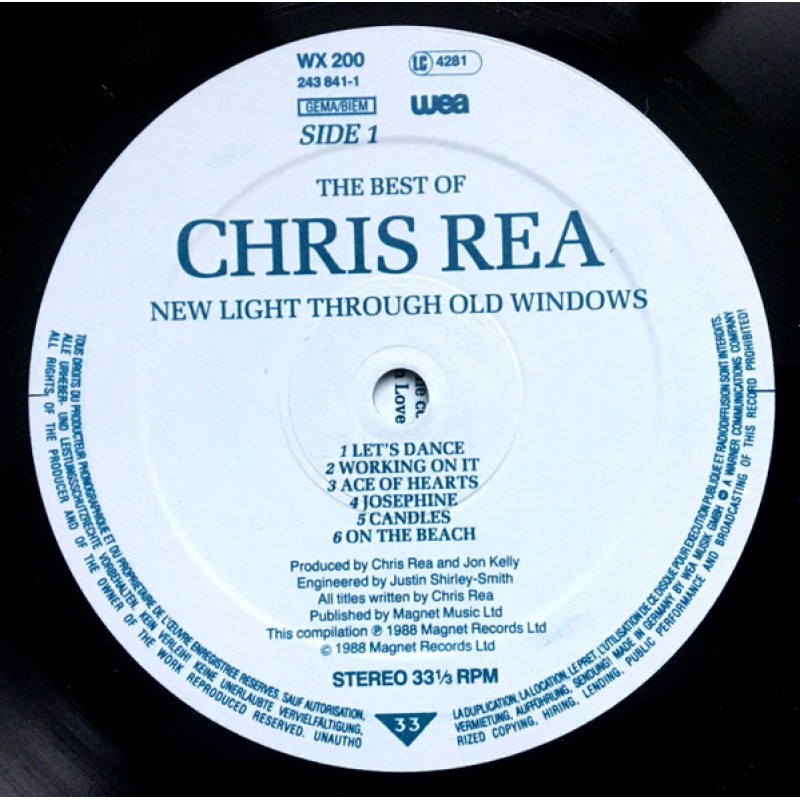 WX 200
LC 4281
243 841-1
GEMA/BIEM
wea
SIDE 1
THE BEST OF
CHRIS REA
NEW LIGHT THROUGH OLD WINDOWS
Love
1 LET'S DANCE
2 WORKING ON IT
3 ACE OF HEARTS
4 JOSEPHINE
5 CANDLES
6 ON THE BEACH
Produced by Chris Rea and Jon Kelly
Engineered by Justin Shirley-Smith
All titles written by Chris Rea
Published by Magnet Music Ltd
This compilation ℗ 1988 Magnet Records Ltd
© 1988 Magnet Records Ltd
STEREO 33⅓ RPM
33
TOUS DROITS DU PRODUCTEUR PHONOGRAPHIQUE ET DU PROPRIETAIRE DE L'ŒUVRE ENREGISTREE RESERVES. SAUF AUTORISATION,
LA DUPLICATION, LA LOCATION, LE PRET, L'UTILISATION DE CE DISQUE POUR EXECUTION PUBLIQUE ET RADIODIFFUSION SONT INTERDITS.
ALLE URHEBER- UND LEISTUNGSSCHUTZRECHTE VORBEHALTEN. KEIN VERLEIH! KEINE UNERLAUBTE VERVIELFÄLTIGUNG,
VERMIETUNG, AUFFÜHRUNG, SENDUNG! MADE IN GERMANY BY WEA MUSIK GMBH A WARNER COMMUNICATIONS COMPANY
ALL RIGHTS OF THE PRODUCER AND OF THE OWNER OF THE WORK REPRODUCED RESERVED. UNAUTHO
RIZED COPYING, HIRING, LENDING, PUBLIC PERFORMANCE AND BROADCASTING OF THIS RECORD PROHIBITED!